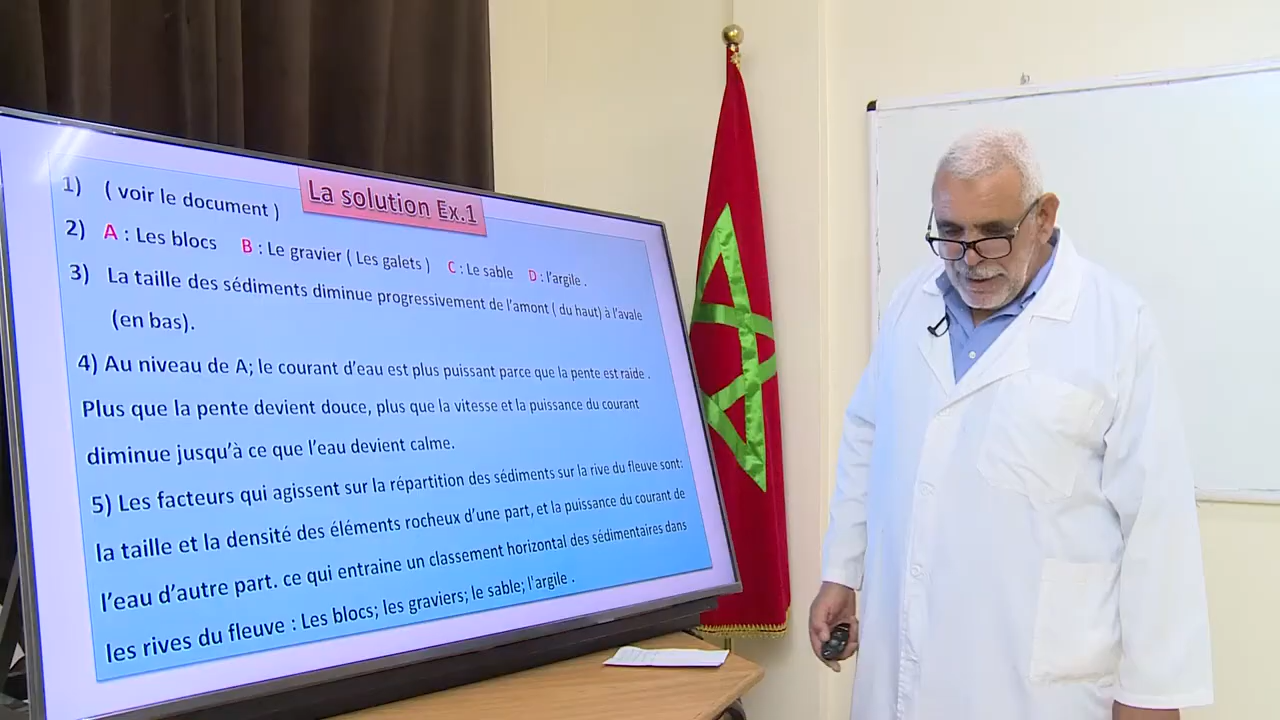 La solution Ex.1
1) ( voir le document )
2) A : Les blocs B : Le gravier ( Les galets ) C : Le sable D : l'argile .
3) La taille des sédiments diminue progressivement de l'amont ( du haut) à l'avale
(en bas).
4) Au niveau de A; le courant d'eau est plus puissant parce que la pente est raide .
Plus que la pente devient douce, plus que la vitesse et la puissance du courant
diminue jusqu'à ce que l'eau devient calme.
5) Les facteurs qui agissent sur la répartition des sédiments sur la rive du fleuve sont:
la taille et la densité des éléments rocheux d'une part, et la puissance du courant de
l'eau d'autre part. ce qui entraine un classement horizontal des sédimentaires dans
les rives du fleuve : Les blocs; les graviers; le sable; l'argile .